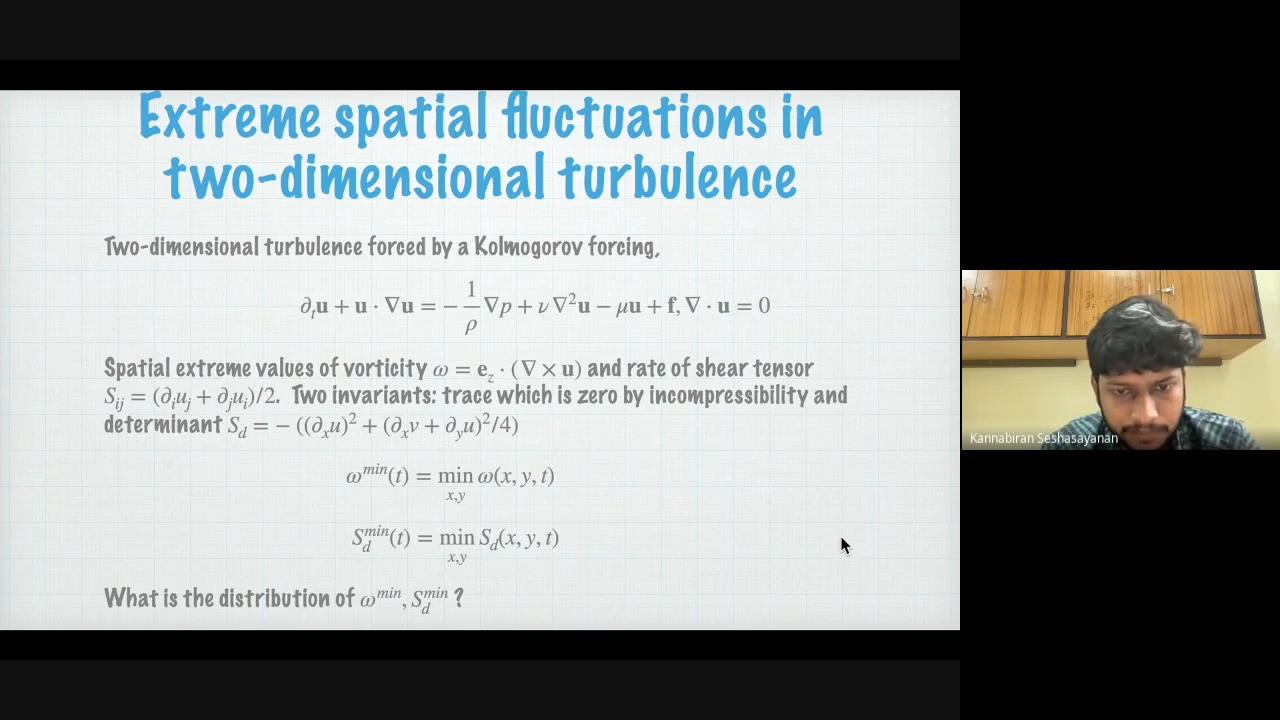 Extreme spatial fluctuations in
two-dimensional turbulence
Two-dimensional turbulence forced by a Kolmogorov forcing,
∂ₜ𝐮 + 𝐮 · ∇𝐮 = − (1/ρ) ∇p + ν∇²𝐮 − μ𝐮 + 𝐟, ∇ · 𝐮 = 0
Spatial extreme values of vorticity ω = 𝐞_z · (∇ × 𝐮) and rate of shear tensor
S_{ij} = (∂ᵢuⱼ + ∂ⱼuᵢ)/2. Two invariants: trace which is zero by incompressibility and
determinant S_d = − ((∂ₓu)² + (∂ₓv + ∂_yu)²/4)
ω^{min}(t) = min_{x,y} ω(x, y, t)
S_d^{min}(t) = min_{x,y} S_d(x, y, t)
What is the distribution of ω^{min}, S_d^{min} ?
Kannabiran Seshasayanan